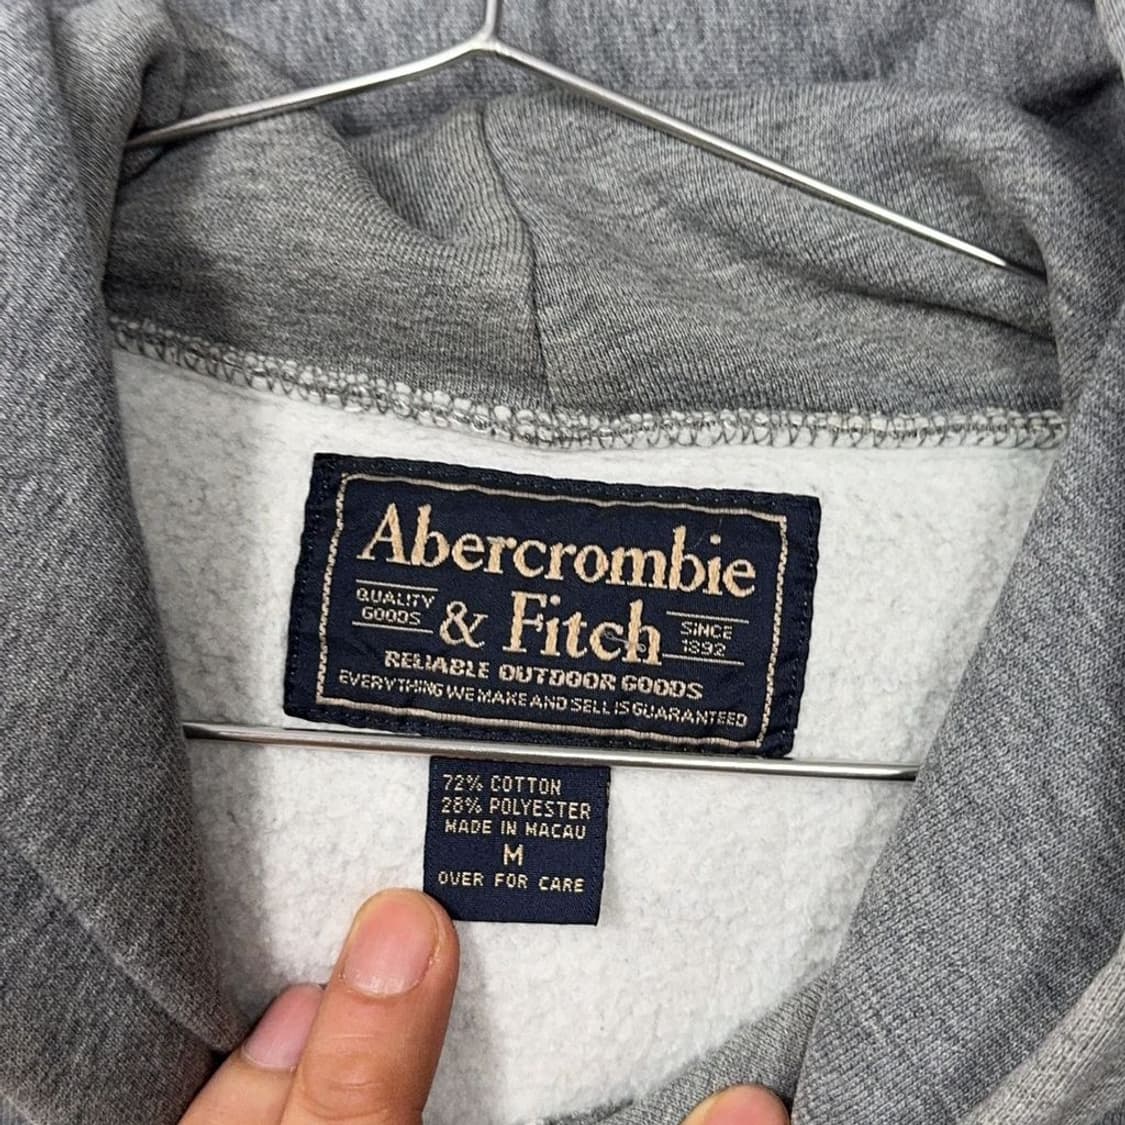 Abercrombie
QUALITY
GOODS
& Fitch
SINCE
1892
RELIABLE OUTDOOR GOODS
EVERYTHING WE MAKE AND SELL IS GUARANTEED
72% COTTON
28% POLYESTER
MADE IN MACAU
M
OVER FOR CARE